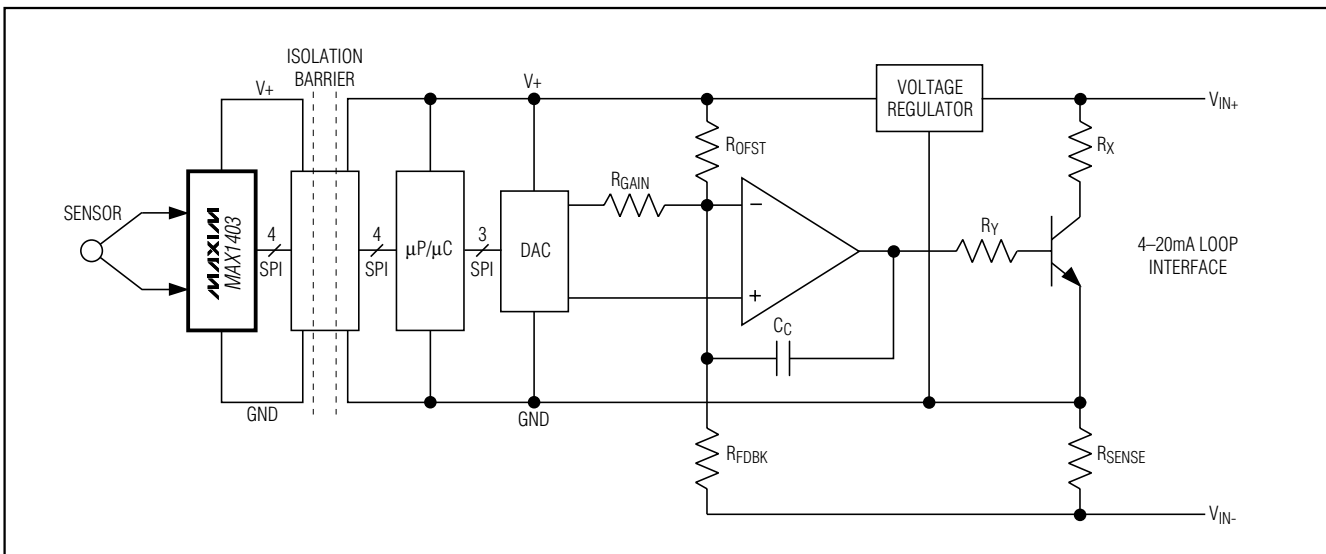 ISOLATION
BARRIER
V+
V+
VOLTAGE
REGULATOR
VIN+
ROFST
RX
RGAIN
SENSOR
MAXIM
MAX1403
4
SPI
4
SPI
µP/µC
3
SPI
DAC
−
+
RY
4–20mA LOOP
INTERFACE
CC
GND
GND
RFDBK
RSENSE
VIN-